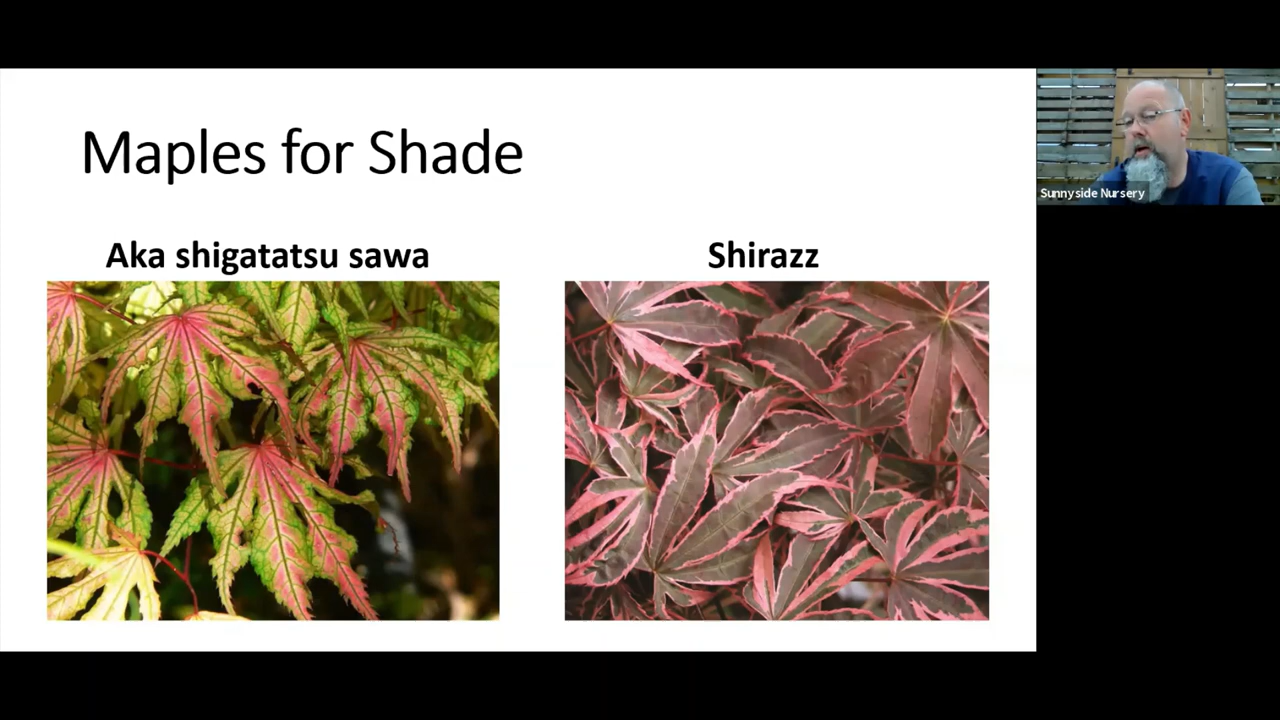 Maples for Shade
Aka shigatatsu sawa
Shirazz
Sunnyside Nursery